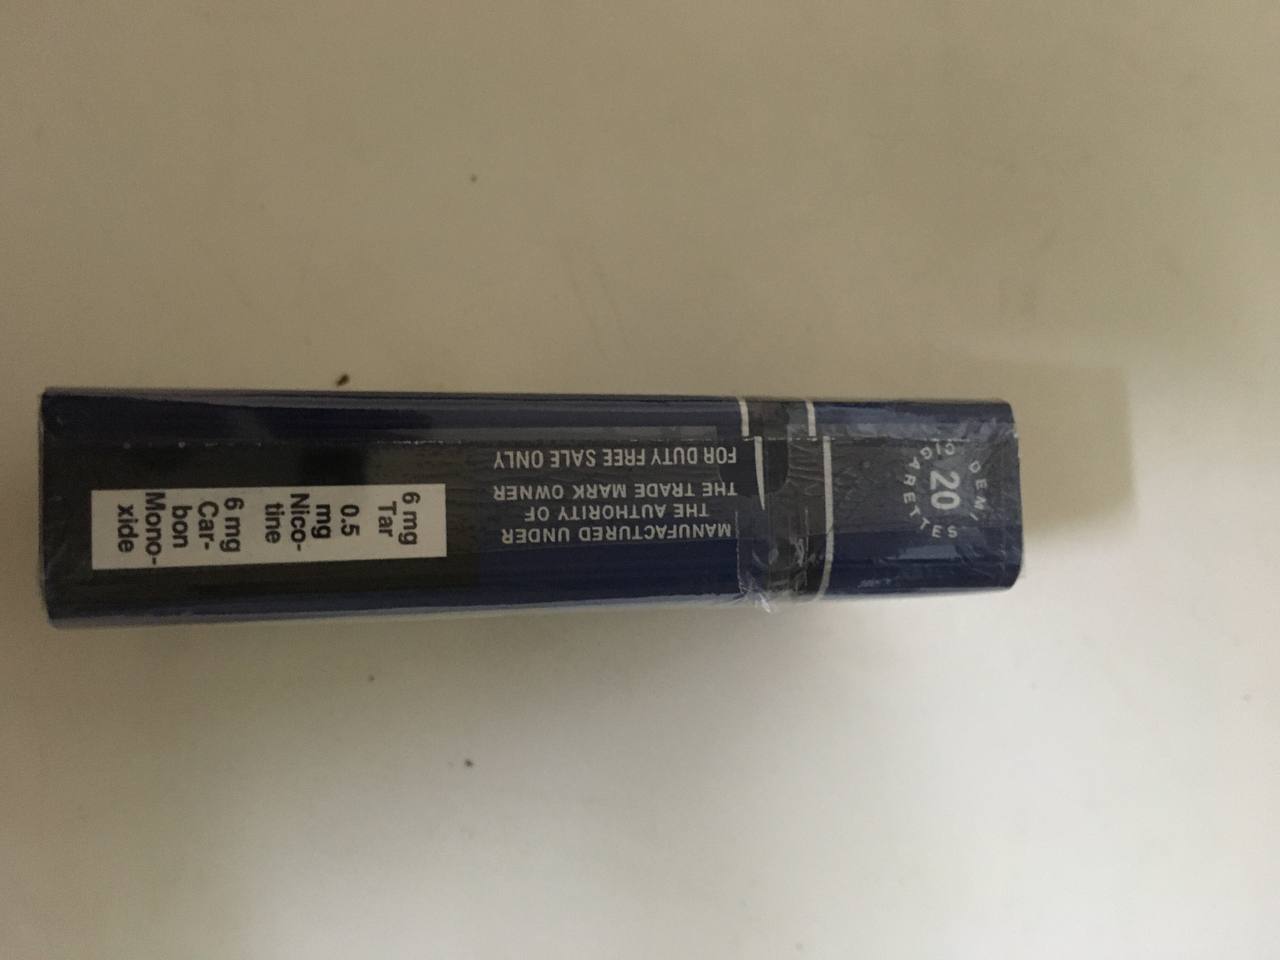 DEMI
20
CIGARETTES
MANUFACTURED UNDER
THE AUTHORITY OF
THE TRADE MARK OWNER
FOR DUTY FREE SALE ONLY
6 mg
Tar
0.5
mg
Nico-
tine
6 mg
Car-
bon
Mono-
xide